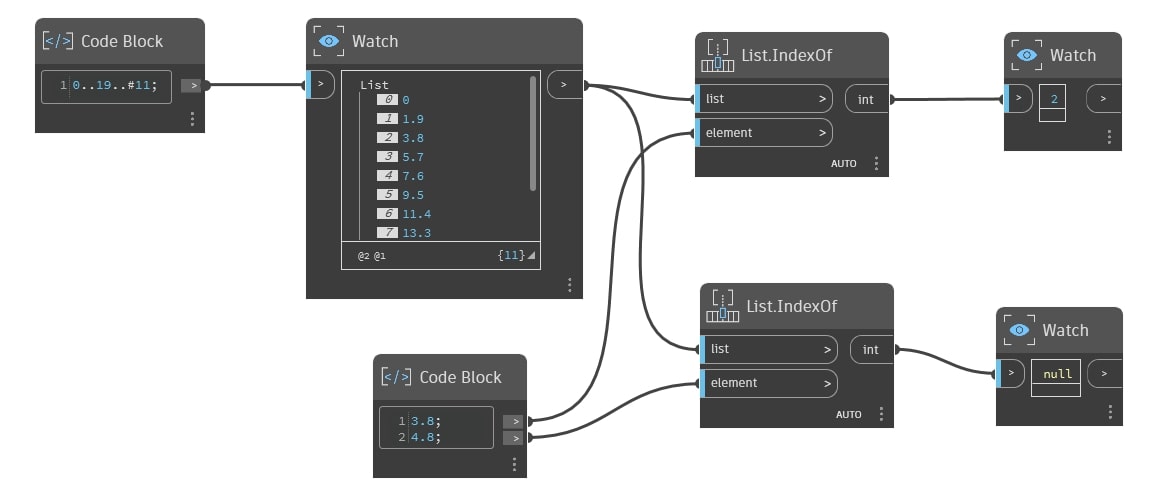 Code Block
1 0..19..#11;
>
Watch
>
List
0 0
1 1.9
2 3.8
3 5.7
4 7.6
5 9.5
6 11.4
7 13.3
@2 @1 {11}
>
List.IndexOf
list >
element >
int
AUTO
Watch
> 2 >
Code Block
1 3.8;
2 4.8;
>
>
List.IndexOf
list >
element >
int
AUTO
Watch
> null >